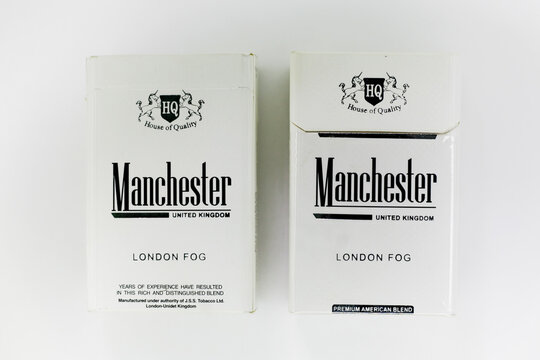 HQ
House of Quality
Manchester
UNITED KINGDOM
LONDON FOG
YEARS OF EXPERIENCE HAVE RESULTED
IN THIS RICH AND DISTINGUISHED BLEND
Manufactured under authority of J.S.S. Tobacco Ltd.
London-Unidet Kingdom
HQ
House of Quality
Manchester
UNITED KINGDOM
LONDON FOG
PREMIUM AMERICAN BLEND